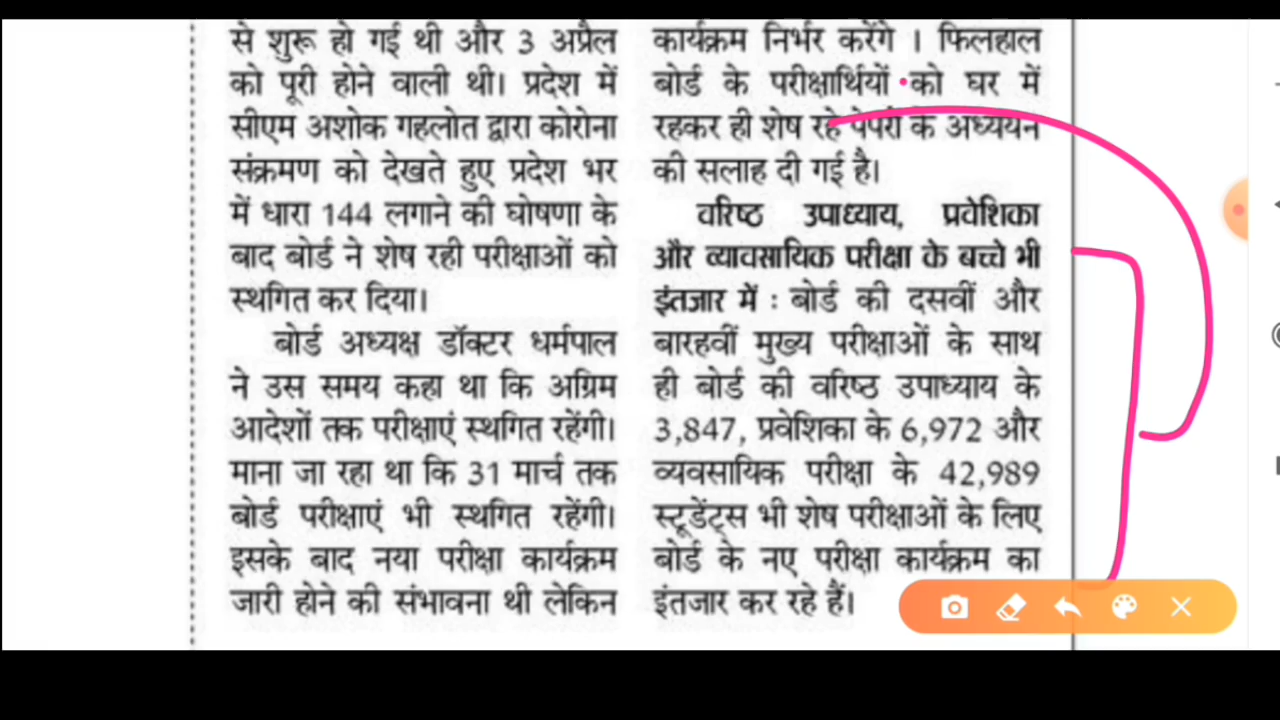 से शुरू हो गई थी और 3 अप्रैल
को पूरी होने वाली थी। प्रदेश में
सीएम अशोक गहलोत द्वारा कोरोना
संक्रमण को देखते हुए प्रदेश भर
में धारा 144 लगाने की घोषणा के
बाद बोर्ड ने शेष रही परीक्षाओं को
स्थगित कर दिया।
बोर्ड अध्यक्ष डॉक्टर धर्मपाल
ने उस समय कहा था कि अग्रिम
आदेशों तक परीक्षाएं स्थगित रहेंगी।
माना जा रहा था कि 31 मार्च तक
बोर्ड परीक्षाएं भी स्थगित रहेंगी।
इसके बाद नया परीक्षा कार्यक्रम
जारी होने की संभावना थी लेकिन
कार्यक्रम निर्भर करेंगे । फिलहाल
बोर्ड के परीक्षार्थियों को घर में
रहकर ही शेष रहे पेपरों के अध्ययन
की सलाह दी गई है।
वरिष्ठ उपाध्याय, प्रवेशिका
और व्यावसायिक परीक्षा के बच्चे भी
इंतजार में : बोर्ड की दसवीं और
बारहवीं मुख्य परीक्षाओं के साथ
ही बोर्ड की वरिष्ठ उपाध्याय के
3,847, प्रवेशिका के 6,972 और
व्यवसायिक परीक्षा के 42,989
स्टूडेंट्स भी शेष परीक्षाओं के लिए
बोर्ड के नए परीक्षा कार्यक्रम का
इंतजार कर रहे हैं।